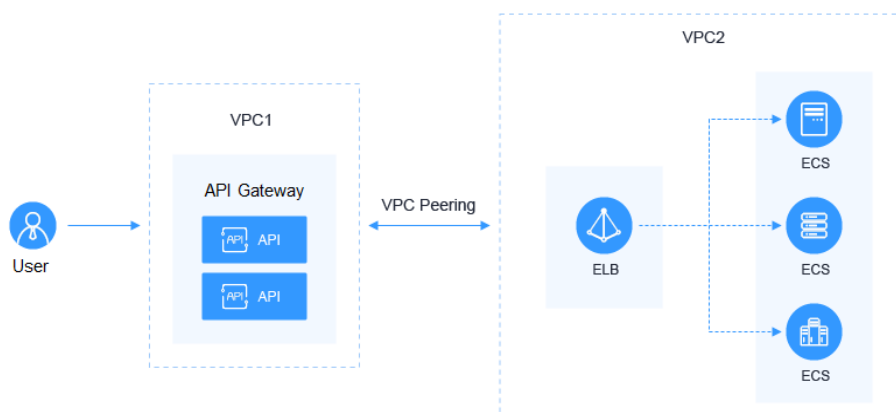 VPC2
VPC1
API Gateway
API API
API API
User
VPC Peering
ELB
ECS
ECS
ECS